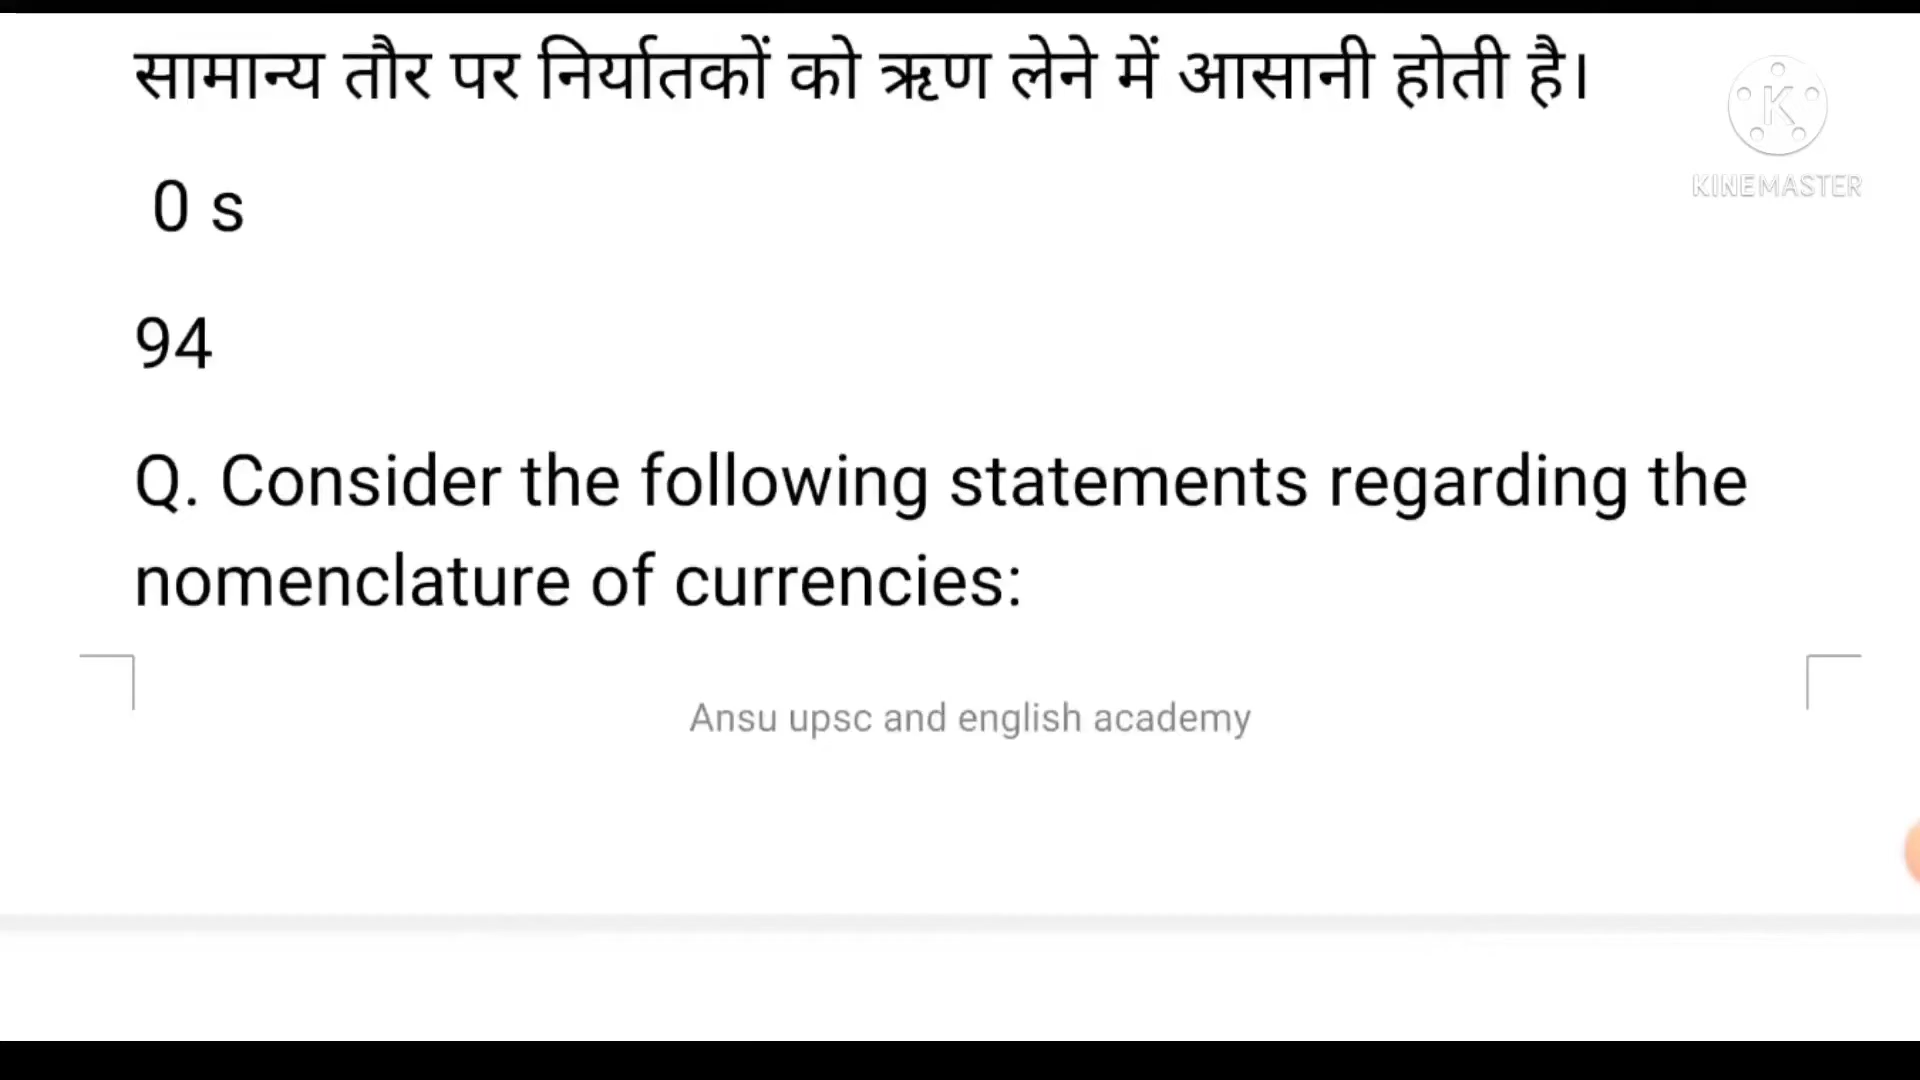 सामान्य तौर पर निर्यातकों को ऋण लेने में आसानी होती है।
K
KINEMASTER
0 s
94
Q. Consider the following statements regarding the
nomenclature of currencies:
Ansu upsc and english academy